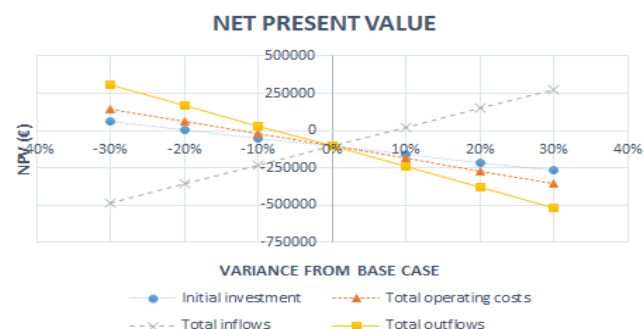 NET PRESENT VALUE
500000
250000
0
-40% -30% -20% -10% 0% 10% 20% 30% 40%
-250000
-500000
-750000
NPV (€)
VARIANCE FROM BASE CASE
Initial investment Total operating costs
Total inflows Total outflows